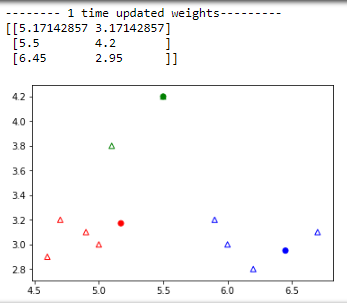 -------- 1 time updated weights---------
[[5.17142857 3.17142857]
[5.5 4.2 ]
[6.45 2.95 ]]
4.2
4.0
3.8
3.6
3.4
3.2
3.0
2.8
4.5 5.0 5.5 6.0 6.5